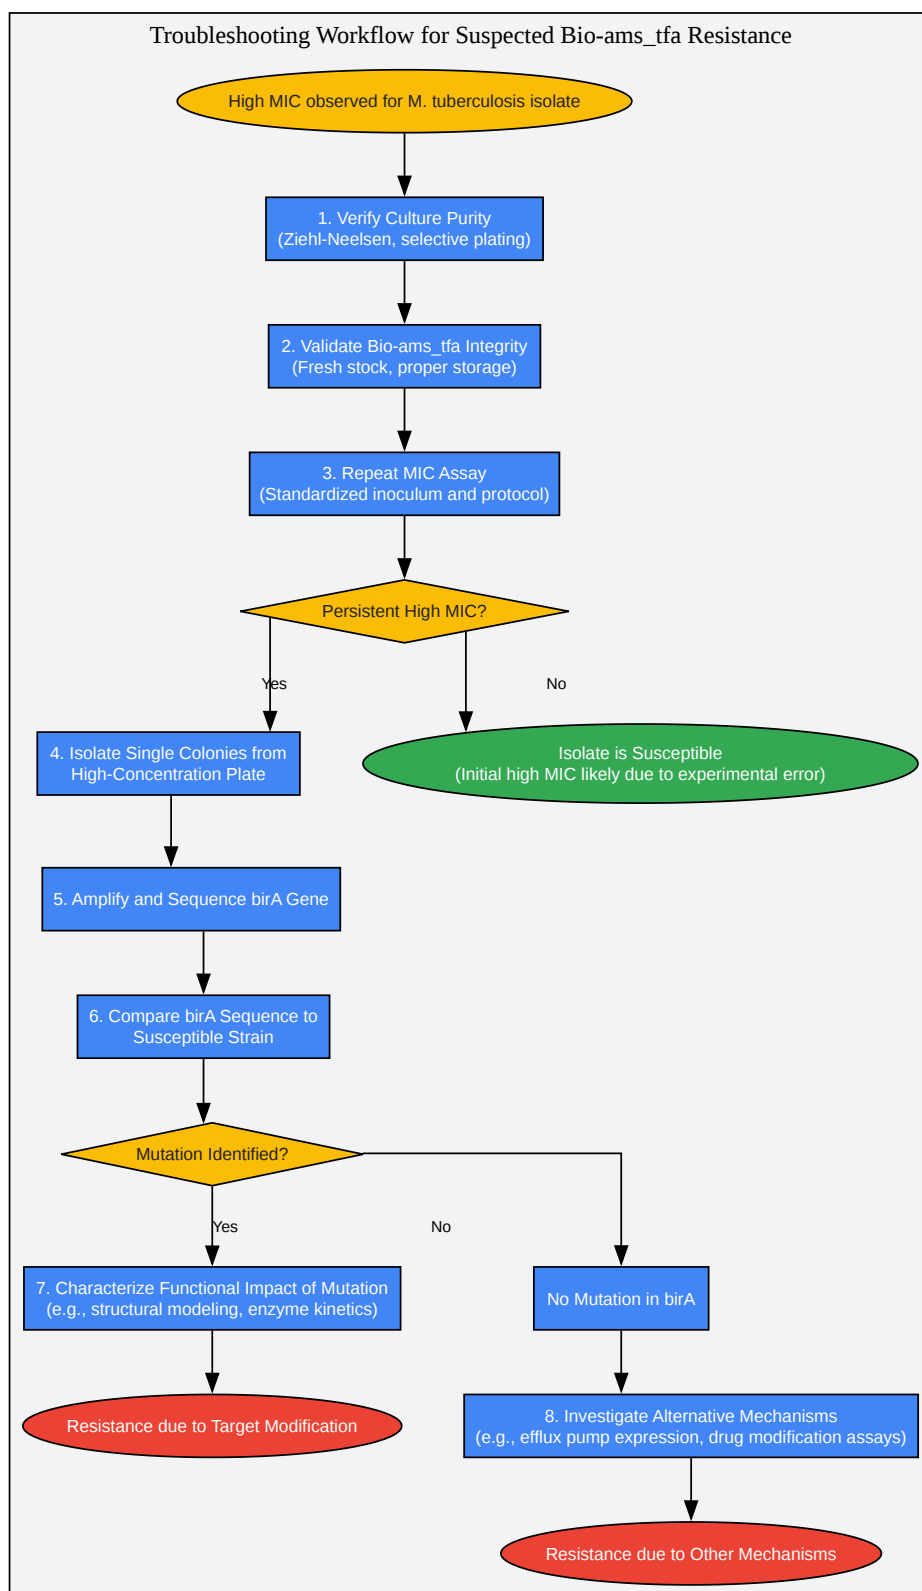 Troubleshooting Workflow for Suspected Bio-ams_tfa Resistance
High MIC observed for M. tuberculosis isolate
1. Verify Culture Purity
(Ziehl-Neelsen, selective plating)
2. Validate Bio-ams_tfa Integrity
(Fresh stock, proper storage)
3. Repeat MIC Assay
(Standardized inoculum and protocol)
Persistent High MIC?
Yes
No
4. Isolate Single Colonies from
High-Concentration Plate
Isolate is Susceptible
(Initial high MIC likely due to experimental error)
5. Amplify and Sequence birA Gene
6. Compare birA Sequence to
Susceptible Strain
Mutation Identified?
Yes
No
7. Characterize Functional Impact of Mutation
(e.g., structural modeling, enzyme kinetics)
No Mutation in birA
Resistance due to Target Modification
8. Investigate Alternative Mechanisms
(e.g., efflux pump expression, drug modification assays)
Resistance due to Other Mechanisms